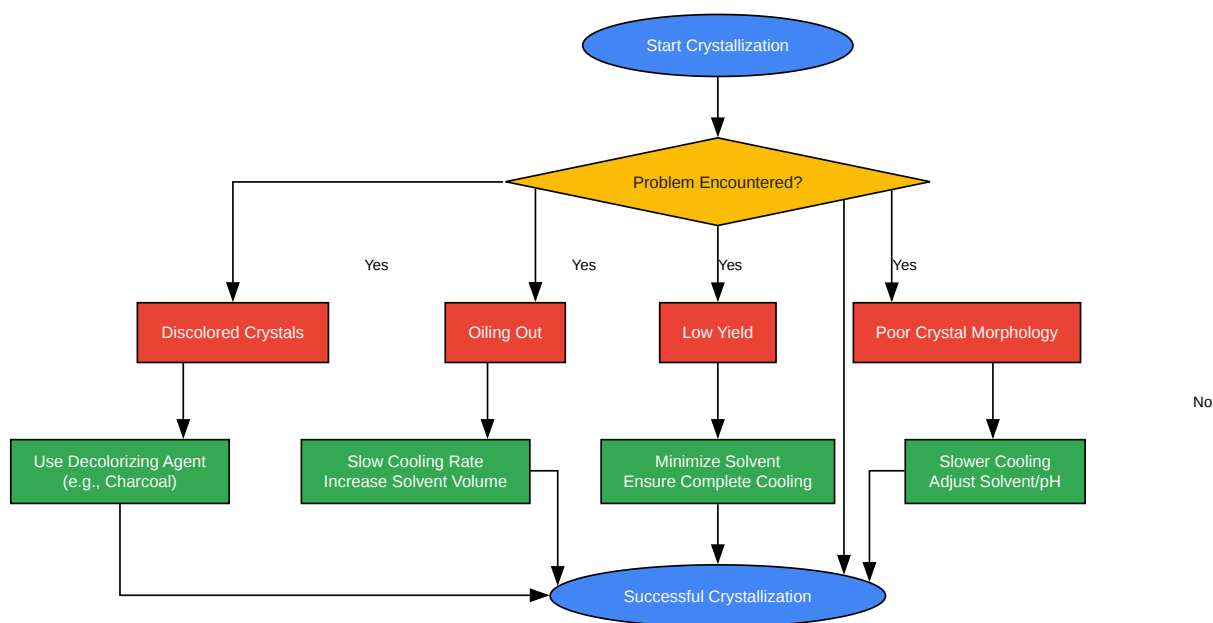 Start Crystallization
Problem Encountered?
Yes
Yes
Yes
Yes
Discolored Crystals
Oiling Out
Low Yield
Poor Crystal Morphology
No
Use Decolorizing Agent
(e.g., Charcoal)
Slow Cooling Rate
Increase Solvent Volume
Minimize Solvent
Ensure Complete Cooling
Slower Cooling
Adjust Solvent/pH
Successful Crystallization